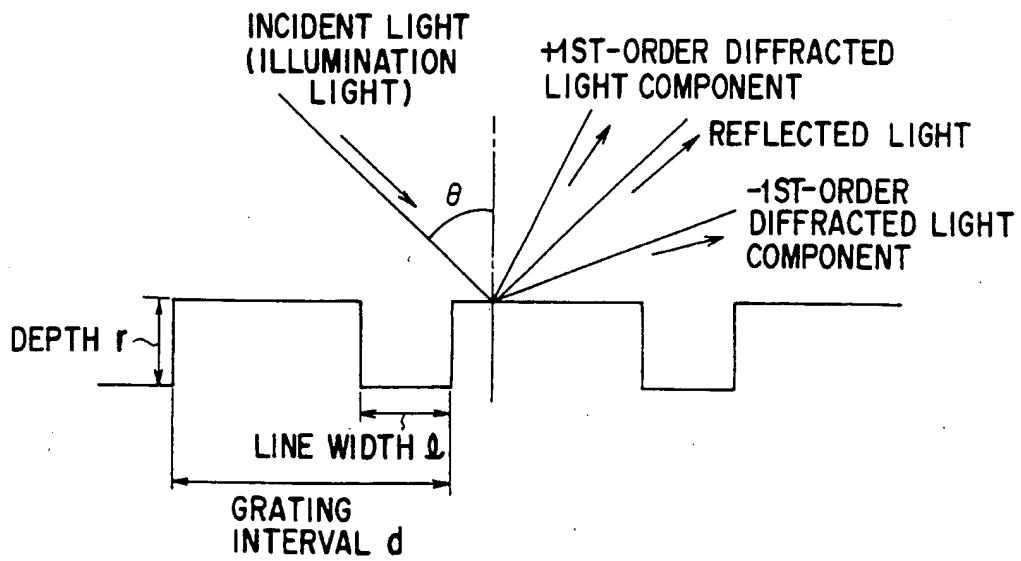 INCIDENT LIGHT
(ILLUMINATION
LIGHT)
+1ST-ORDER DIFFRACTED
LIGHT COMPONENT
REFLECTED LIGHT
θ
-1ST-ORDER
DIFFRACTED LIGHT
COMPONENT
DEPTH r
LINE WIDTH ℓ
GRATING
INTERVAL d